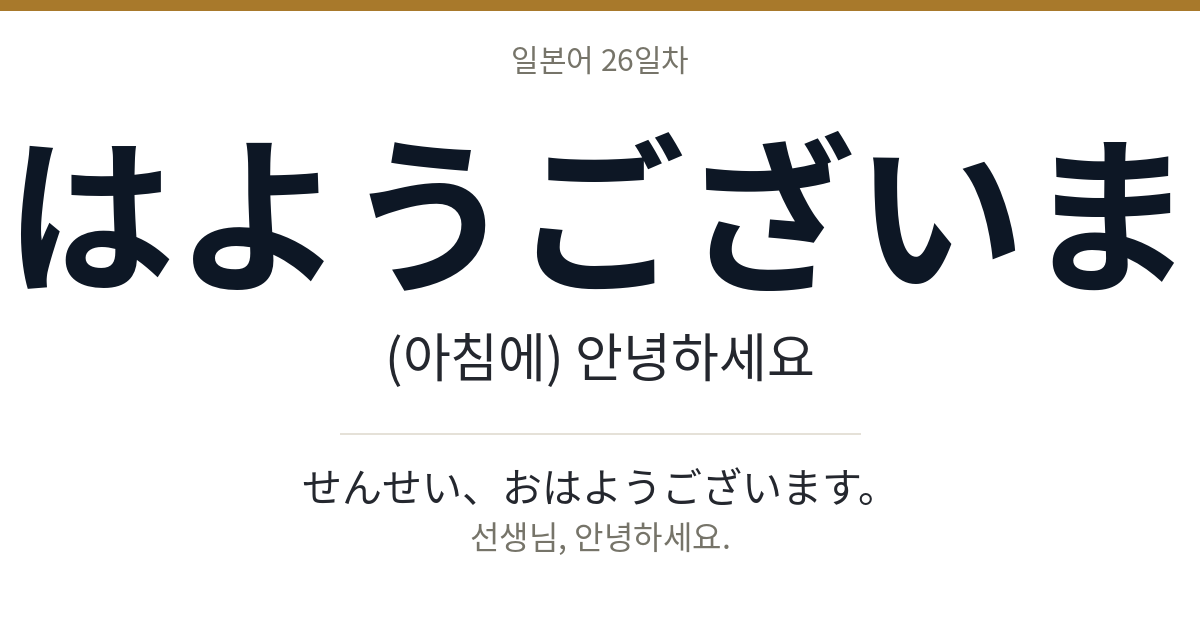 일본어 26일차
はようございま
(아침에) 안녕하세요
せんせい、おはようございます。
선생님, 안녕하세요.